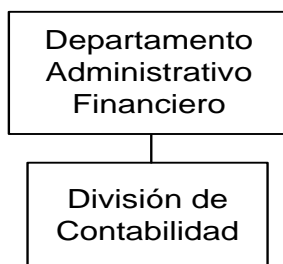 Departamento
Administrativo
Financiero
División de
Contabilidad